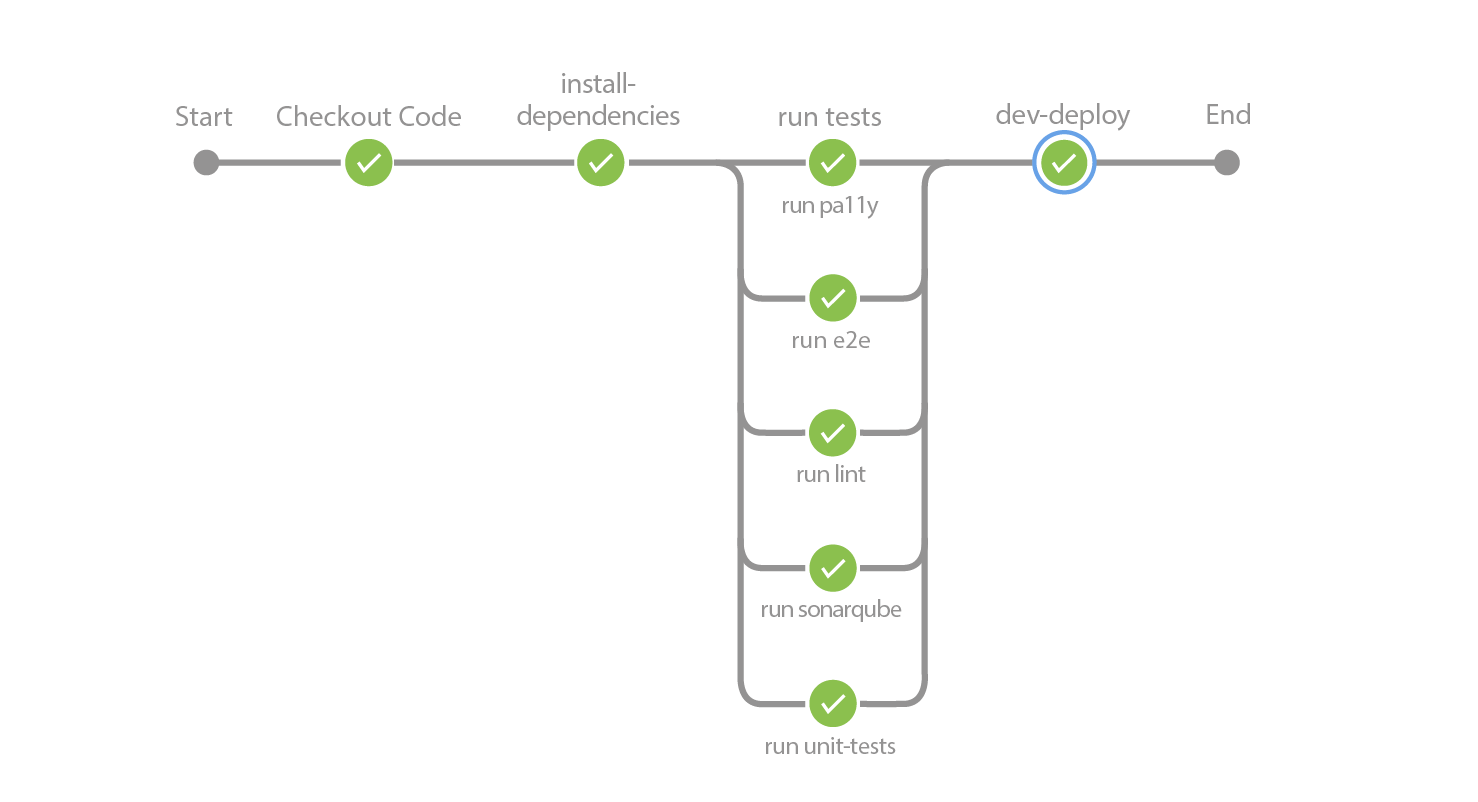 Start
Checkout Code
install-
dependencies
run tests
dev-deploy
End
run pa11y
run e2e
run lint
run sonarqube
run unit-tests